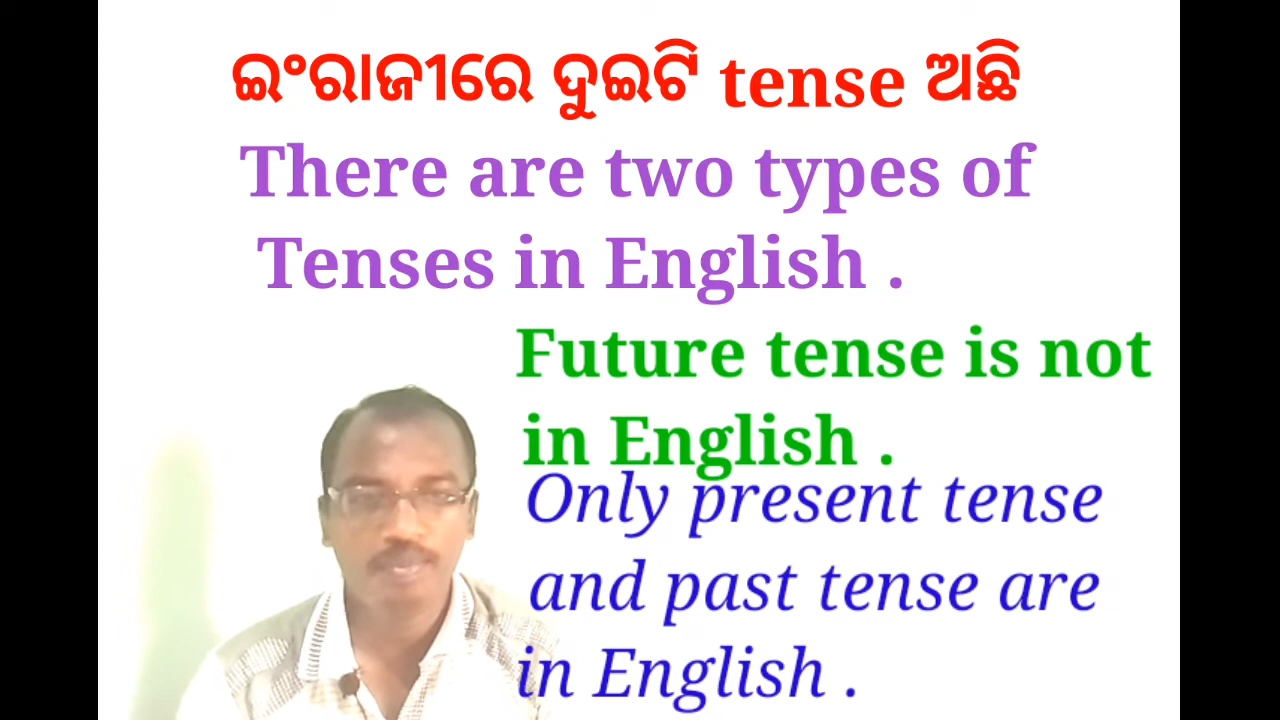 ଇଂରାଜୀରେ ଦୁଇଟି tense ଅଛି
There are two types of
Tenses in English .
Future tense is not
in English .
Only present tense
and past tense are
in English .